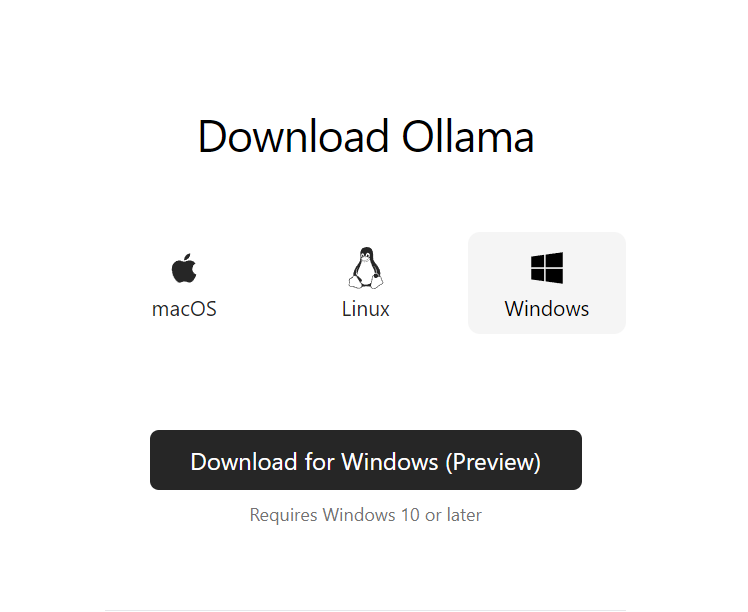 Download Ollama
macOS
Linux
Windows
Download for Windows (Preview)
Requires Windows 10 or later